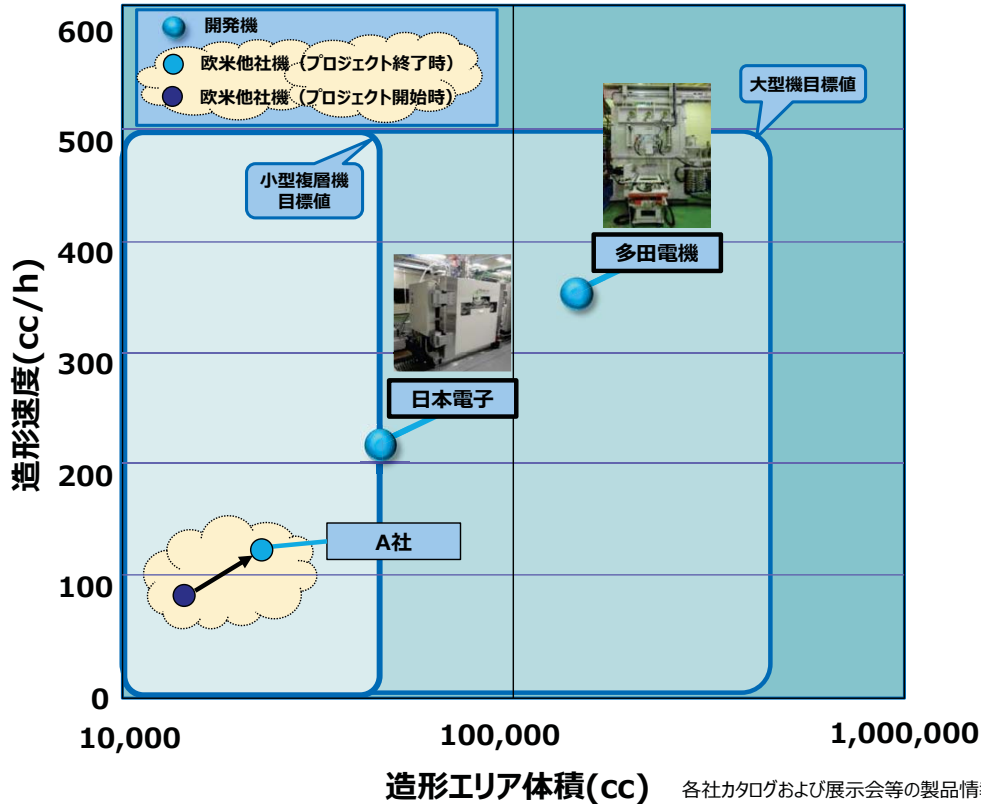 開発機
欧米他社機（プロジェクト終了時）
欧米他社機（プロジェクト開始時）
大型機目標値
小型複層機
目標値
多田電機
日本電子
A社
造形速度(cc/h)
600
500
400
300
200
100
0
10,000
100,000
1,000,000
造形エリア体積(cc)
各社カタログおよび展示会等の製品情